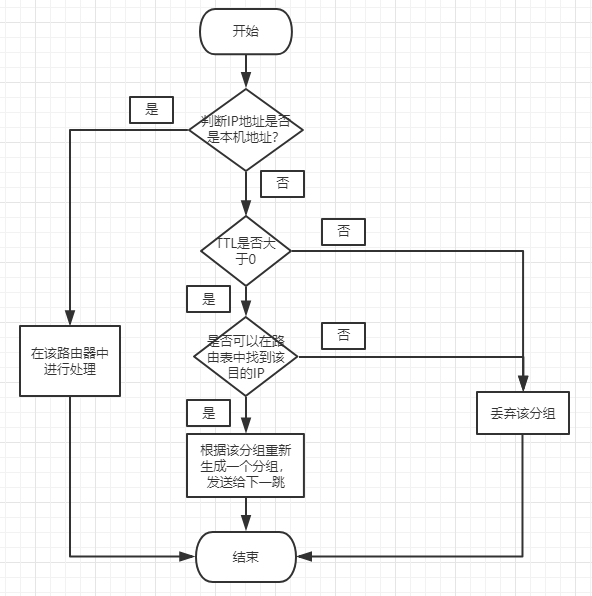 开始
是
判断IP地址是否
是本机地址?
否
TTL是否大
于0
否
是
是否可以在路
由表中找到该
目的IP
否
在该路由器中
进行处理
是
丢弃该分组
根据该分组重新
生成一个分组，
发送给下一跳
结束